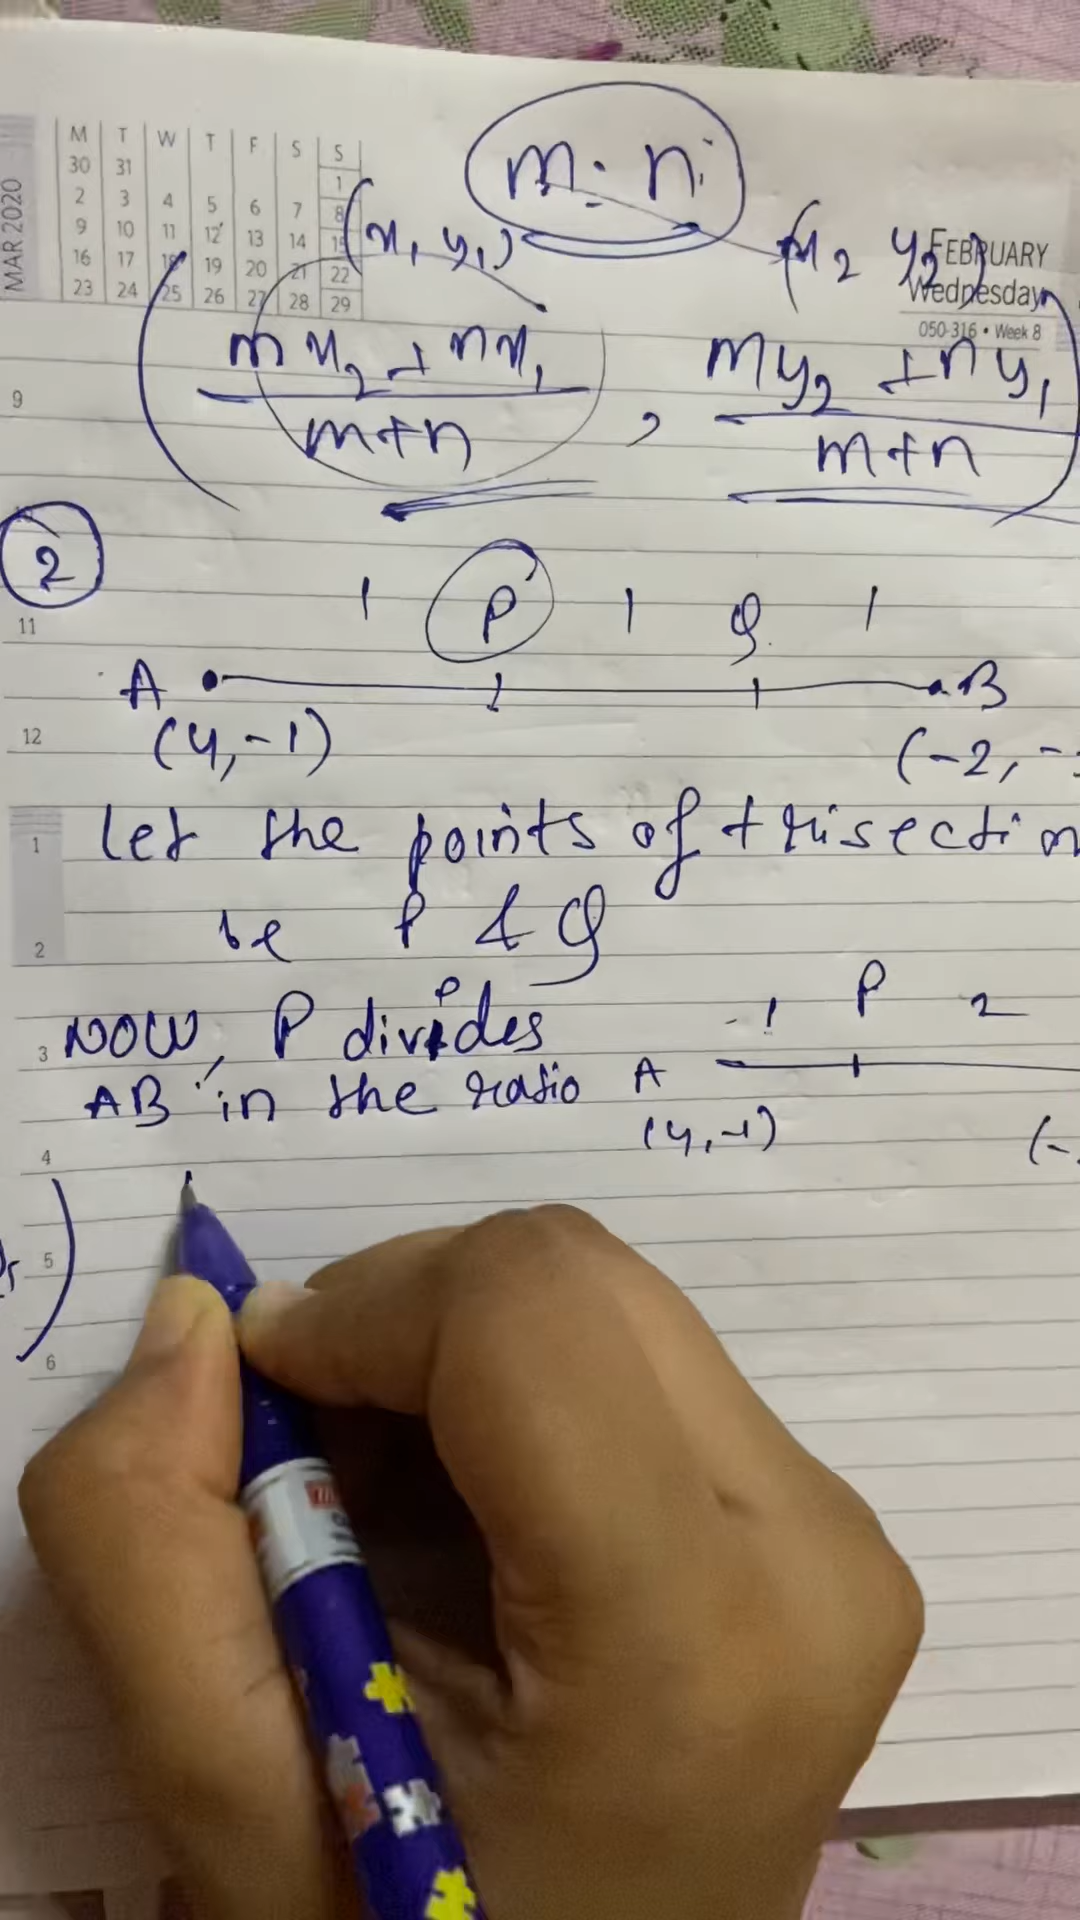 M T W T F S S
30 31 1
2 3 4 5 6 7 8
9 10 11 12 13 14 15
16 17 18 19 20 21 22
23 24 25 26 27 28 29
MAR 2020
m : n
(x₁ y₁) (x₂ y₂)
FEBRUARY
Wednesday
050-316 • Week 8
(mx₂ + nx₁ / m+n , my₂ + ny₁ / m+n)
9
2
1 P 1 Q 1
11
A B
(4, -1) (-2, -
12
1 Let the points of trisection
be P & Q
2
P 1 P 2
3 NOW, P divides
AB in the ratio A
(4, -1) (-
4
5
6